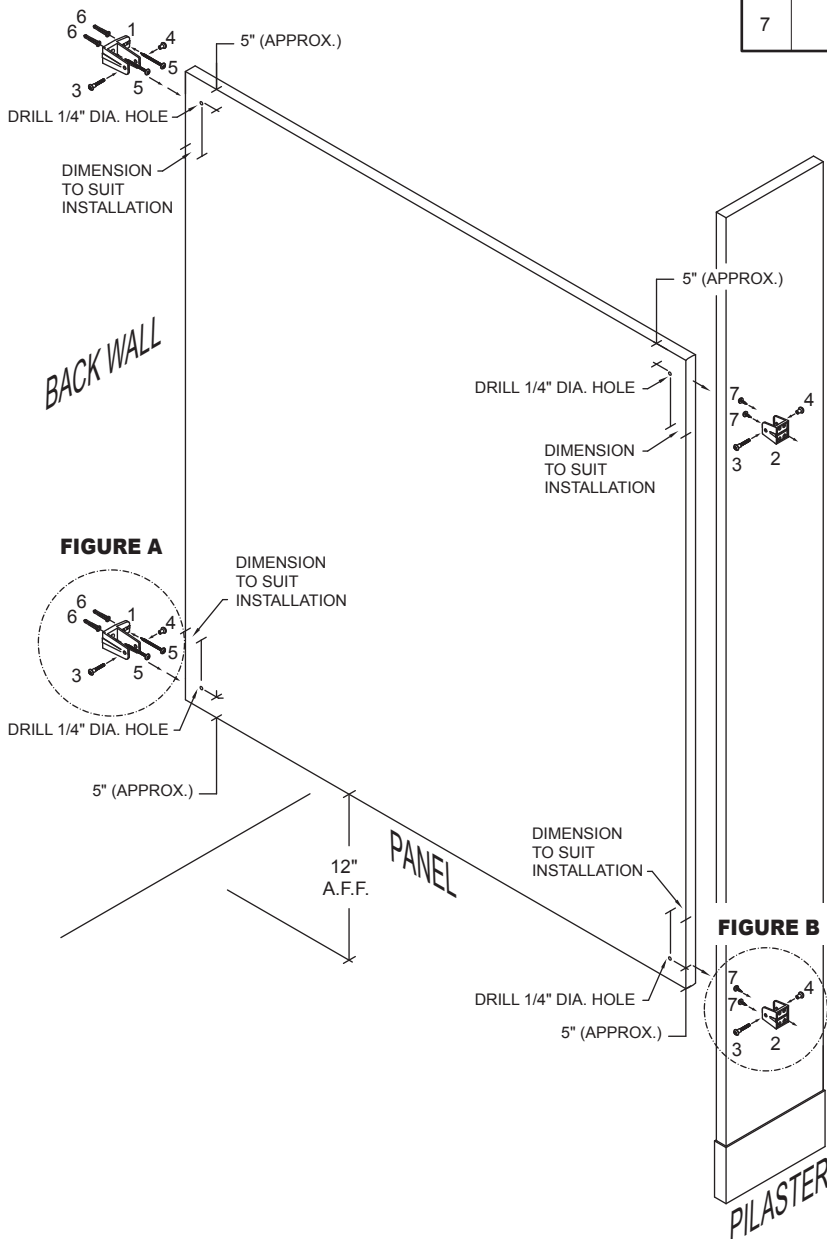 7
6
1
6
4
5" (APPROX.)
5
3
5
DRILL 1/4" DIA. HOLE
DIMENSION
TO SUIT
INSTALLATION
5" (APPROX.)
BACK WALL
DRILL 1/4" DIA. HOLE
7
4
7
3
2
DIMENSION
TO SUIT
INSTALLATION
FIGURE A
DIMENSION
TO SUIT
INSTALLATION
6
1
6
4
5
3
5
DRILL 1/4" DIA. HOLE
5" (APPROX.)
12"
A.F.F.
PANEL
DIMENSION
TO SUIT
INSTALLATION
FIGURE B
7
4
7
3
2
DRILL 1/4" DIA. HOLE
5" (APPROX.)
PILASTER